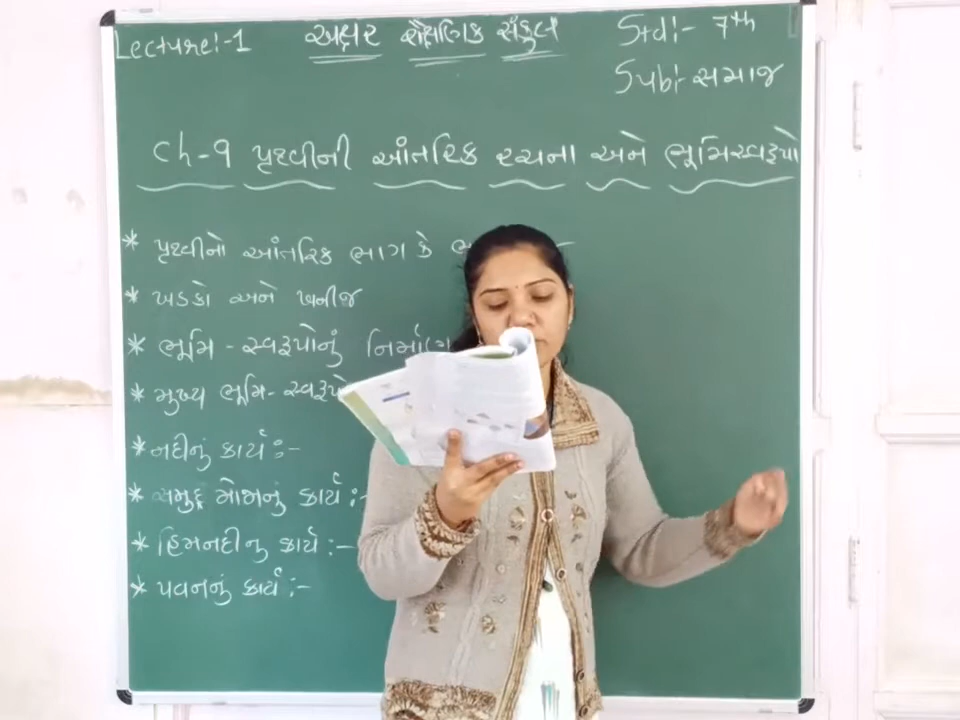 Lecture:-1
અક્ષર શૈક્ષણિક સંકુલ
Std:- 7th
Sub:- સમાજ
Ch-9 પૃથ્વીની આંતરિક રચના અને ભૂમિસ્વરૂપો
* પૃથ્વીનો આંતરિક ભાગ કે
* ખડકો અને ખનીજ
* ભૂમિ - સ્વરૂપોનું નિર્માણ
* મુખ્ય ભૂમિ - સ્વરૂપો
* નદીનું કાર્ય :-
* સમુદ્ર મોજાનું કાર્ય :-
* હિમનદીનું કાર્ય :-
* પવનનું કાર્ય :-